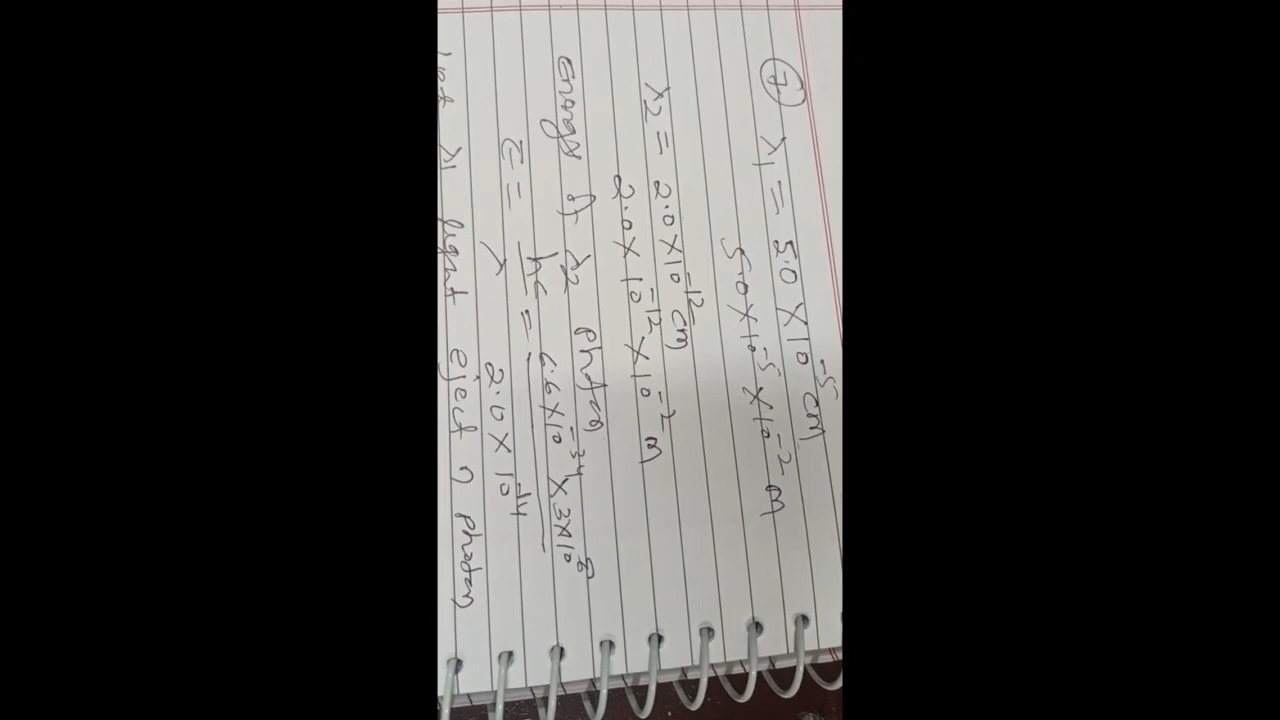 7 λ1 = 5.0 X 10⁻⁵ cm
5.0 X 10⁻⁵ X 10⁻² m
λ2 = 2.0 X 10⁻¹² cm
2.0 X 10⁻¹² X 10⁻² m
Energy of λ2 photon
E = hc/λ = 6.6 X 10⁻³⁴ X 3X10⁸ / 2.0 X 10⁻¹⁴
Let λ1 light eject n photon